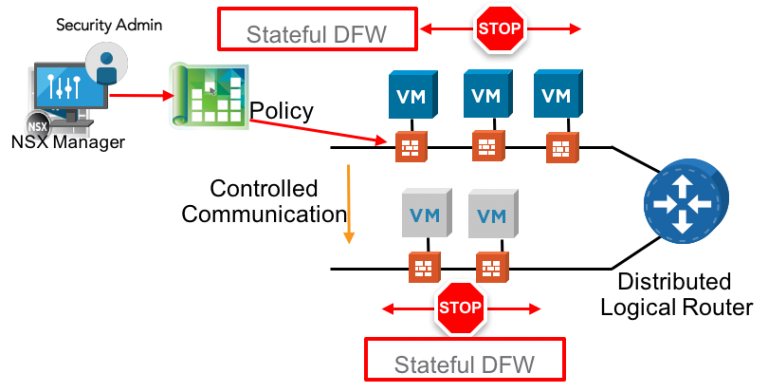 Security Admin
Stateful DFW
STOP
VM
VM
VM
NSX
NSX Manager
Policy
Controlled
Communication
VM
VM
Distributed
Logical Router
STOP
Stateful DFW